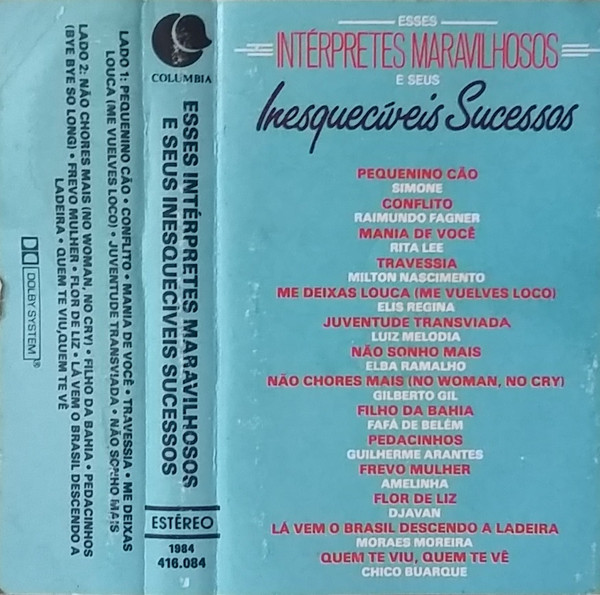 LADO 1: PEQUENINO CÃO • CONFLITO • MANIA DE VOCÊ • TRAVESSIA • ME DEIXAS
LOUCA (ME VUELVES LOCO) • JUVENTUDE TRANSVIADA • NÃO SONHO MAIS
LADO 2: NÃO CHORES MAIS (NO WOMAN, NO CRY) • FILHO DA BAHIA • PEDACINHOS
(BYE BYE SO LONG) • FREVO MULHER • FLOR DE LIZ • LÁ VEM O BRASIL DESCENDO A
LADEIRA • QUEM TE VIU, QUEM TE VÊ
DOLBY SYSTEM®
COLUMBIA
ESSES INTÉRPRETES MARAVILHOSOS
E SEUS INESQUECÍVEIS SUCESSOS
ESTÉREO
1984
416.084
ESSES
INTÉRPRETES MARAVILHOSOS
E SEUS
Inesquecíveis Sucessos
PEQUENINO CÃO
SIMONE
CONFLITO
RAIMUNDO FAGNER
MANIA DE VOCÊ
RITA LEE
TRAVESSIA
MILTON NASCIMENTO
ME DEIXAS LOUCA (ME VUELVES LOCO)
ELIS REGINA
JUVENTUDE TRANSVIADA
LUIZ MELODIA
NÃO SONHO MAIS
ELBA RAMALHO
NÃO CHORES MAIS (NO WOMAN, NO CRY)
GILBERTO GIL
FILHO DA BAHIA
FAFÁ DE BELÉM
PEDACINHOS
GUILHERME ARANTES
FREVO MULHER
AMELINHA
FLOR DE LIZ
DJAVAN
LÁ VEM O BRASIL DESCENDO A LADEIRA
MORAES MOREIRA
QUEM TE VIU, QUEM TE VÊ
CHICO BUARQUE